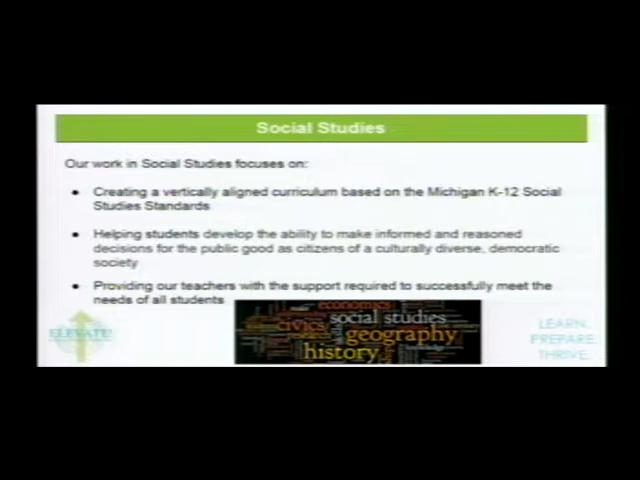 Social Studies
Our work in Social Studies focuses on:
● Creating a vertically aligned curriculum based on the Michigan K-12 Social
Studies Standards
● Helping students develop the ability to make informed and reasoned
decisions for the public good as citizens of a culturally diverse, democratic
society
● Providing our teachers with the support required to successfully meet the
needs of all students
economics
social studies
civics
geography
history
ELEVATE!
LEARN.
PREPARE.
THRIVE.